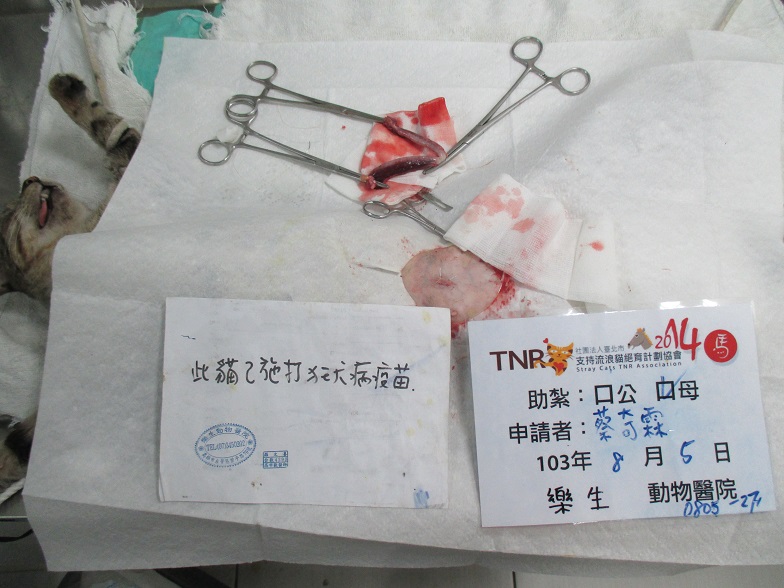 此貓已施打狂犬病疫苗.
TNR
社團法人臺北市
支持流浪貓絕育計劃協會
Stray Cats TNR Association
2014
馬
助紮：口公 口母
申請者：蔡奇霖
103年 8 月 5 日
樂生 動物醫院
0805-27